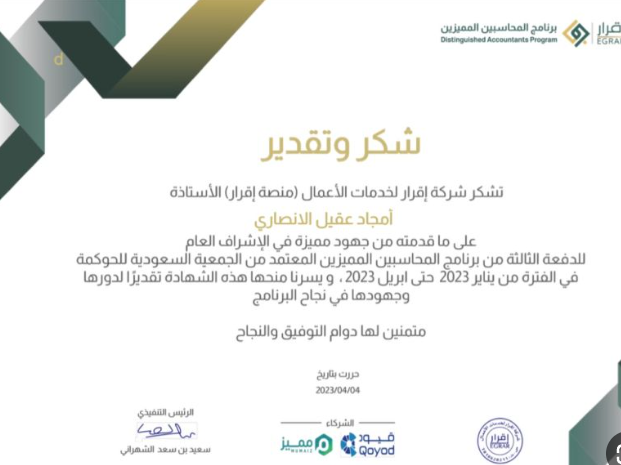 برنامج المحاسبين المميزين
Distinguished Accountants Program
إقرار
EGRAR
شكر وتقدير
تشكر شركة إقرار لخدمات الأعمال (منصة إقرار) الأستاذة
أمجاد عقيل الانصاري
على ما قدمته من جهود مميزة في الإشراف العام
للدفعة الثالثة من برنامج المحاسبين المميزين المعتمد من الجمعية السعودية للحوكمة
في الفترة من يناير 2023 حتى ابريل 2023 ، و يسرنا منحها هذه الشهادة تقديرًا لدورها
وجهودها في نجاح البرنامج
متمنين لها دوام التوفيق والنجاح
حررت بتاريخ
2023/04/04
الرئيس التنفيذي
سعيد بن سعد الشهراني
الشركاء
مميز
MUMAIZ
قيود
Qoyod
إقرار
EGRAR